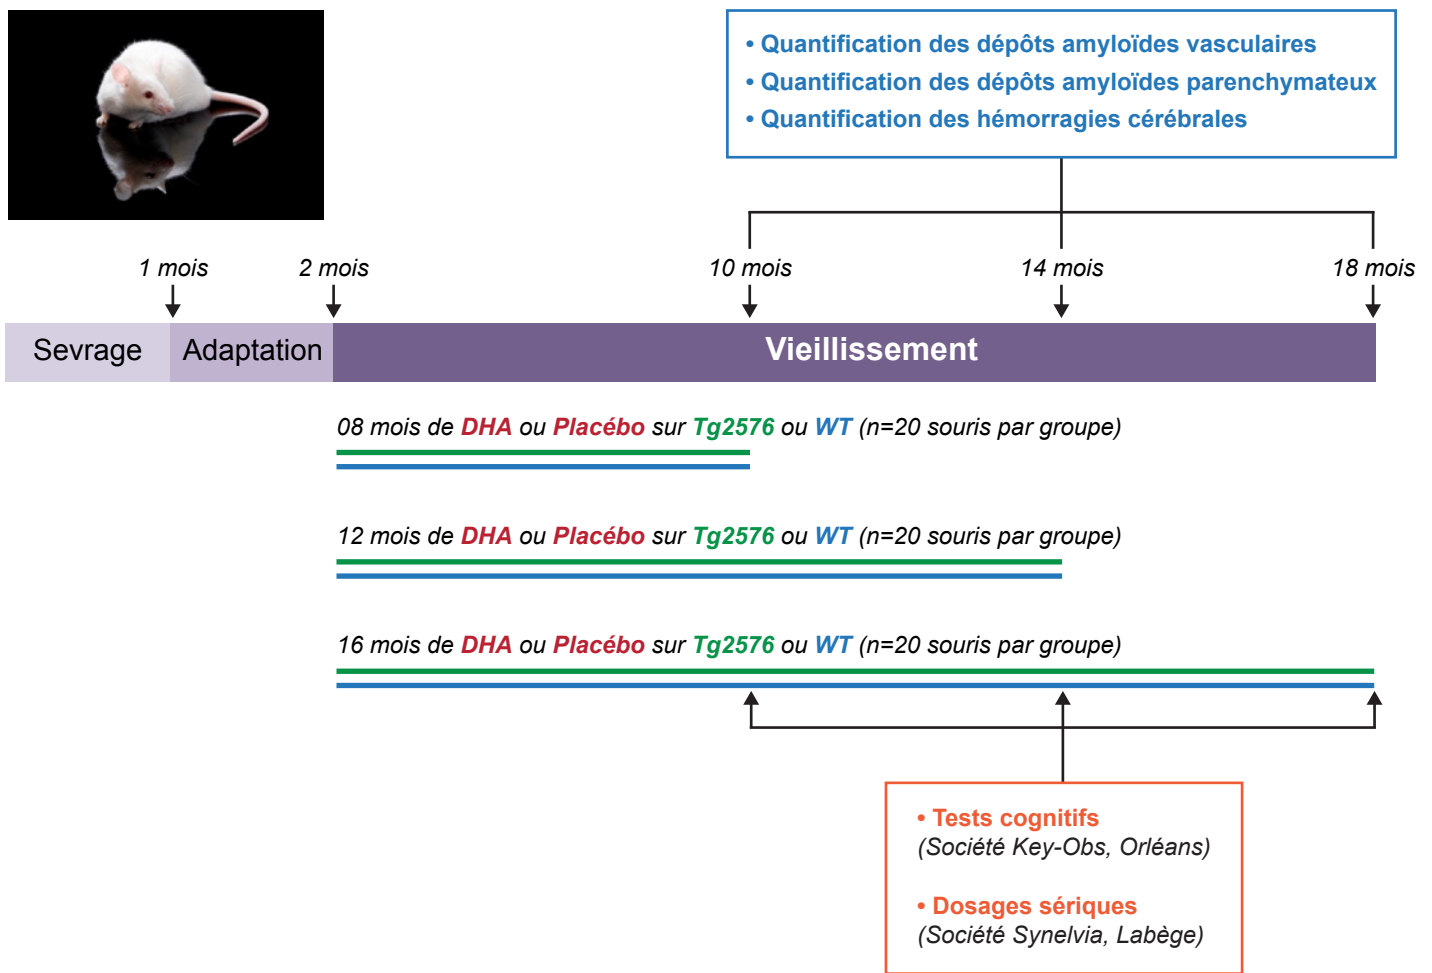 • Quantification des dépôts amyloïdes vasculaires
• Quantification des dépôts amyloïdes parenchymateux
• Quantification des hémorragies cérébrales
1 mois
2 mois
10 mois
14 mois
18 mois
Sevrage
Adaptation
Vieillissement
08 mois de DHA ou Placébo sur Tg2576 ou WT (n=20 souris par groupe)
12 mois de DHA ou Placébo sur Tg2576 ou WT (n=20 souris par groupe)
16 mois de DHA ou Placébo sur Tg2576 ou WT (n=20 souris par groupe)
• Tests cognitifs
(Société Key-Obs, Orléans)
• Dosages sériques
(Société Synelvia, Labège)